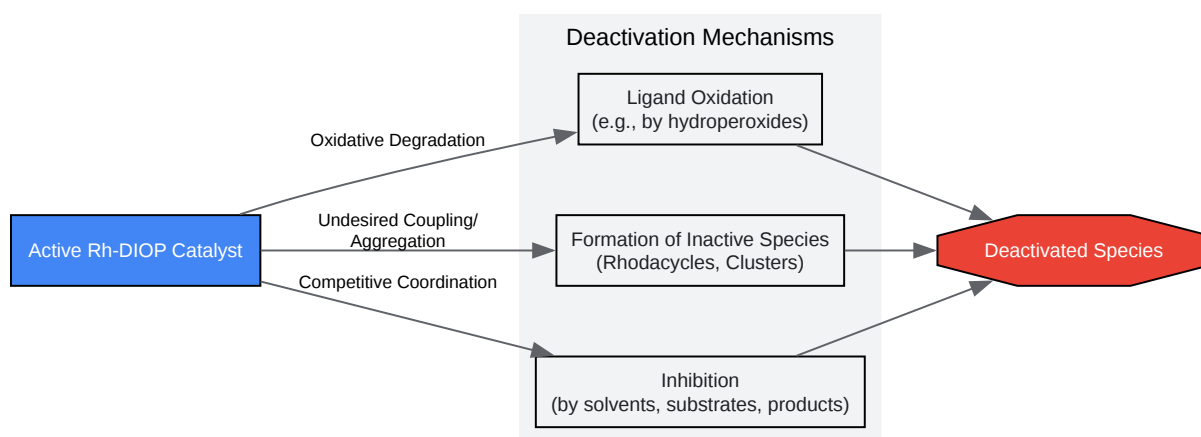 Deactivation Mechanisms
Ligand Oxidation
(e.g., by hydroperoxides)
Oxidative Degradation
Undesired Coupling/
Aggregation
Active Rh-DIOP Catalyst
Formation of Inactive Species
(Rhodacycles, Clusters)
Deactivated Species
Competitive Coordination
Inhibition
(by solvents, substrates, products)